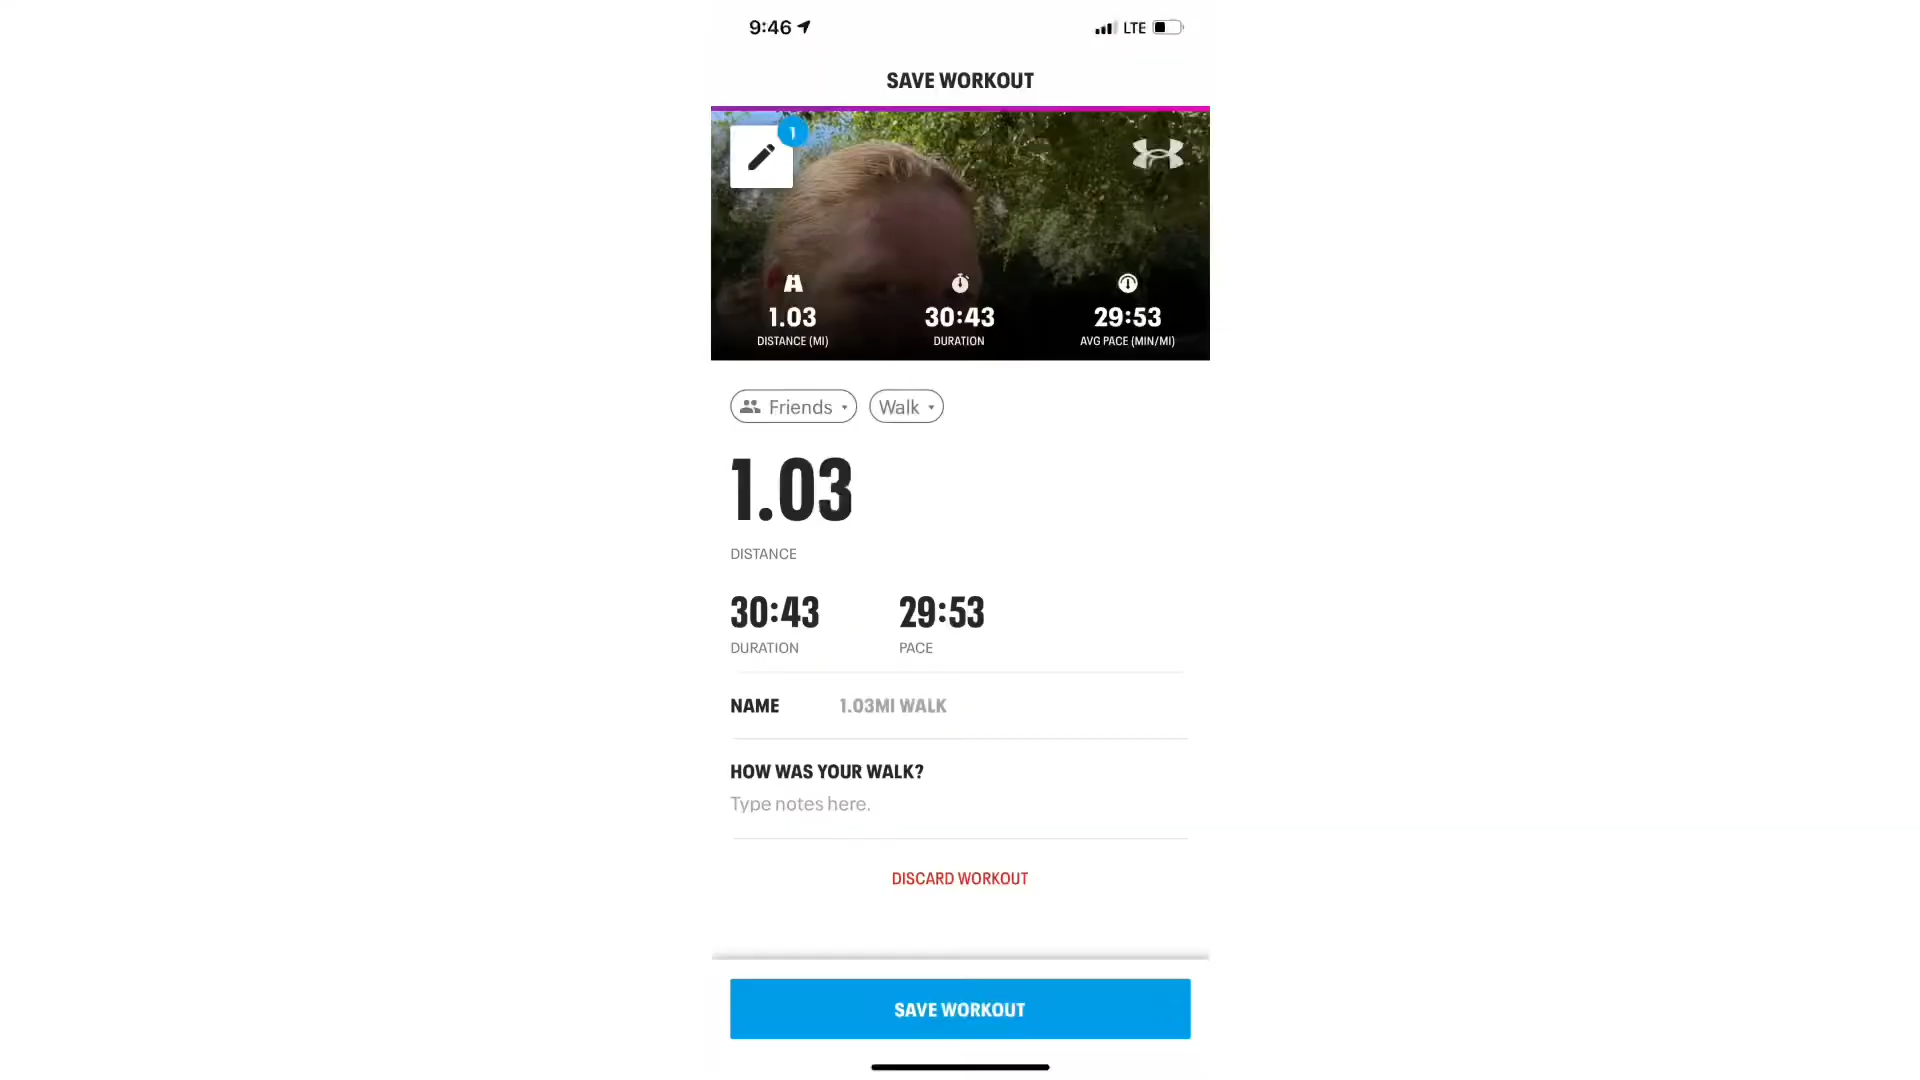 9:46 LTE
SAVE WORKOUT
1
1.03 30:43 29:53
DISTANCE (MI) DURATION AVG PACE (MIN/MI)
Friends Walk
1.03
DISTANCE
30:43 29:53
DURATION PACE
NAME 1.03MI WALK
HOW WAS YOUR WALK?
Type notes here.
DISCARD WORKOUT
SAVE WORKOUT